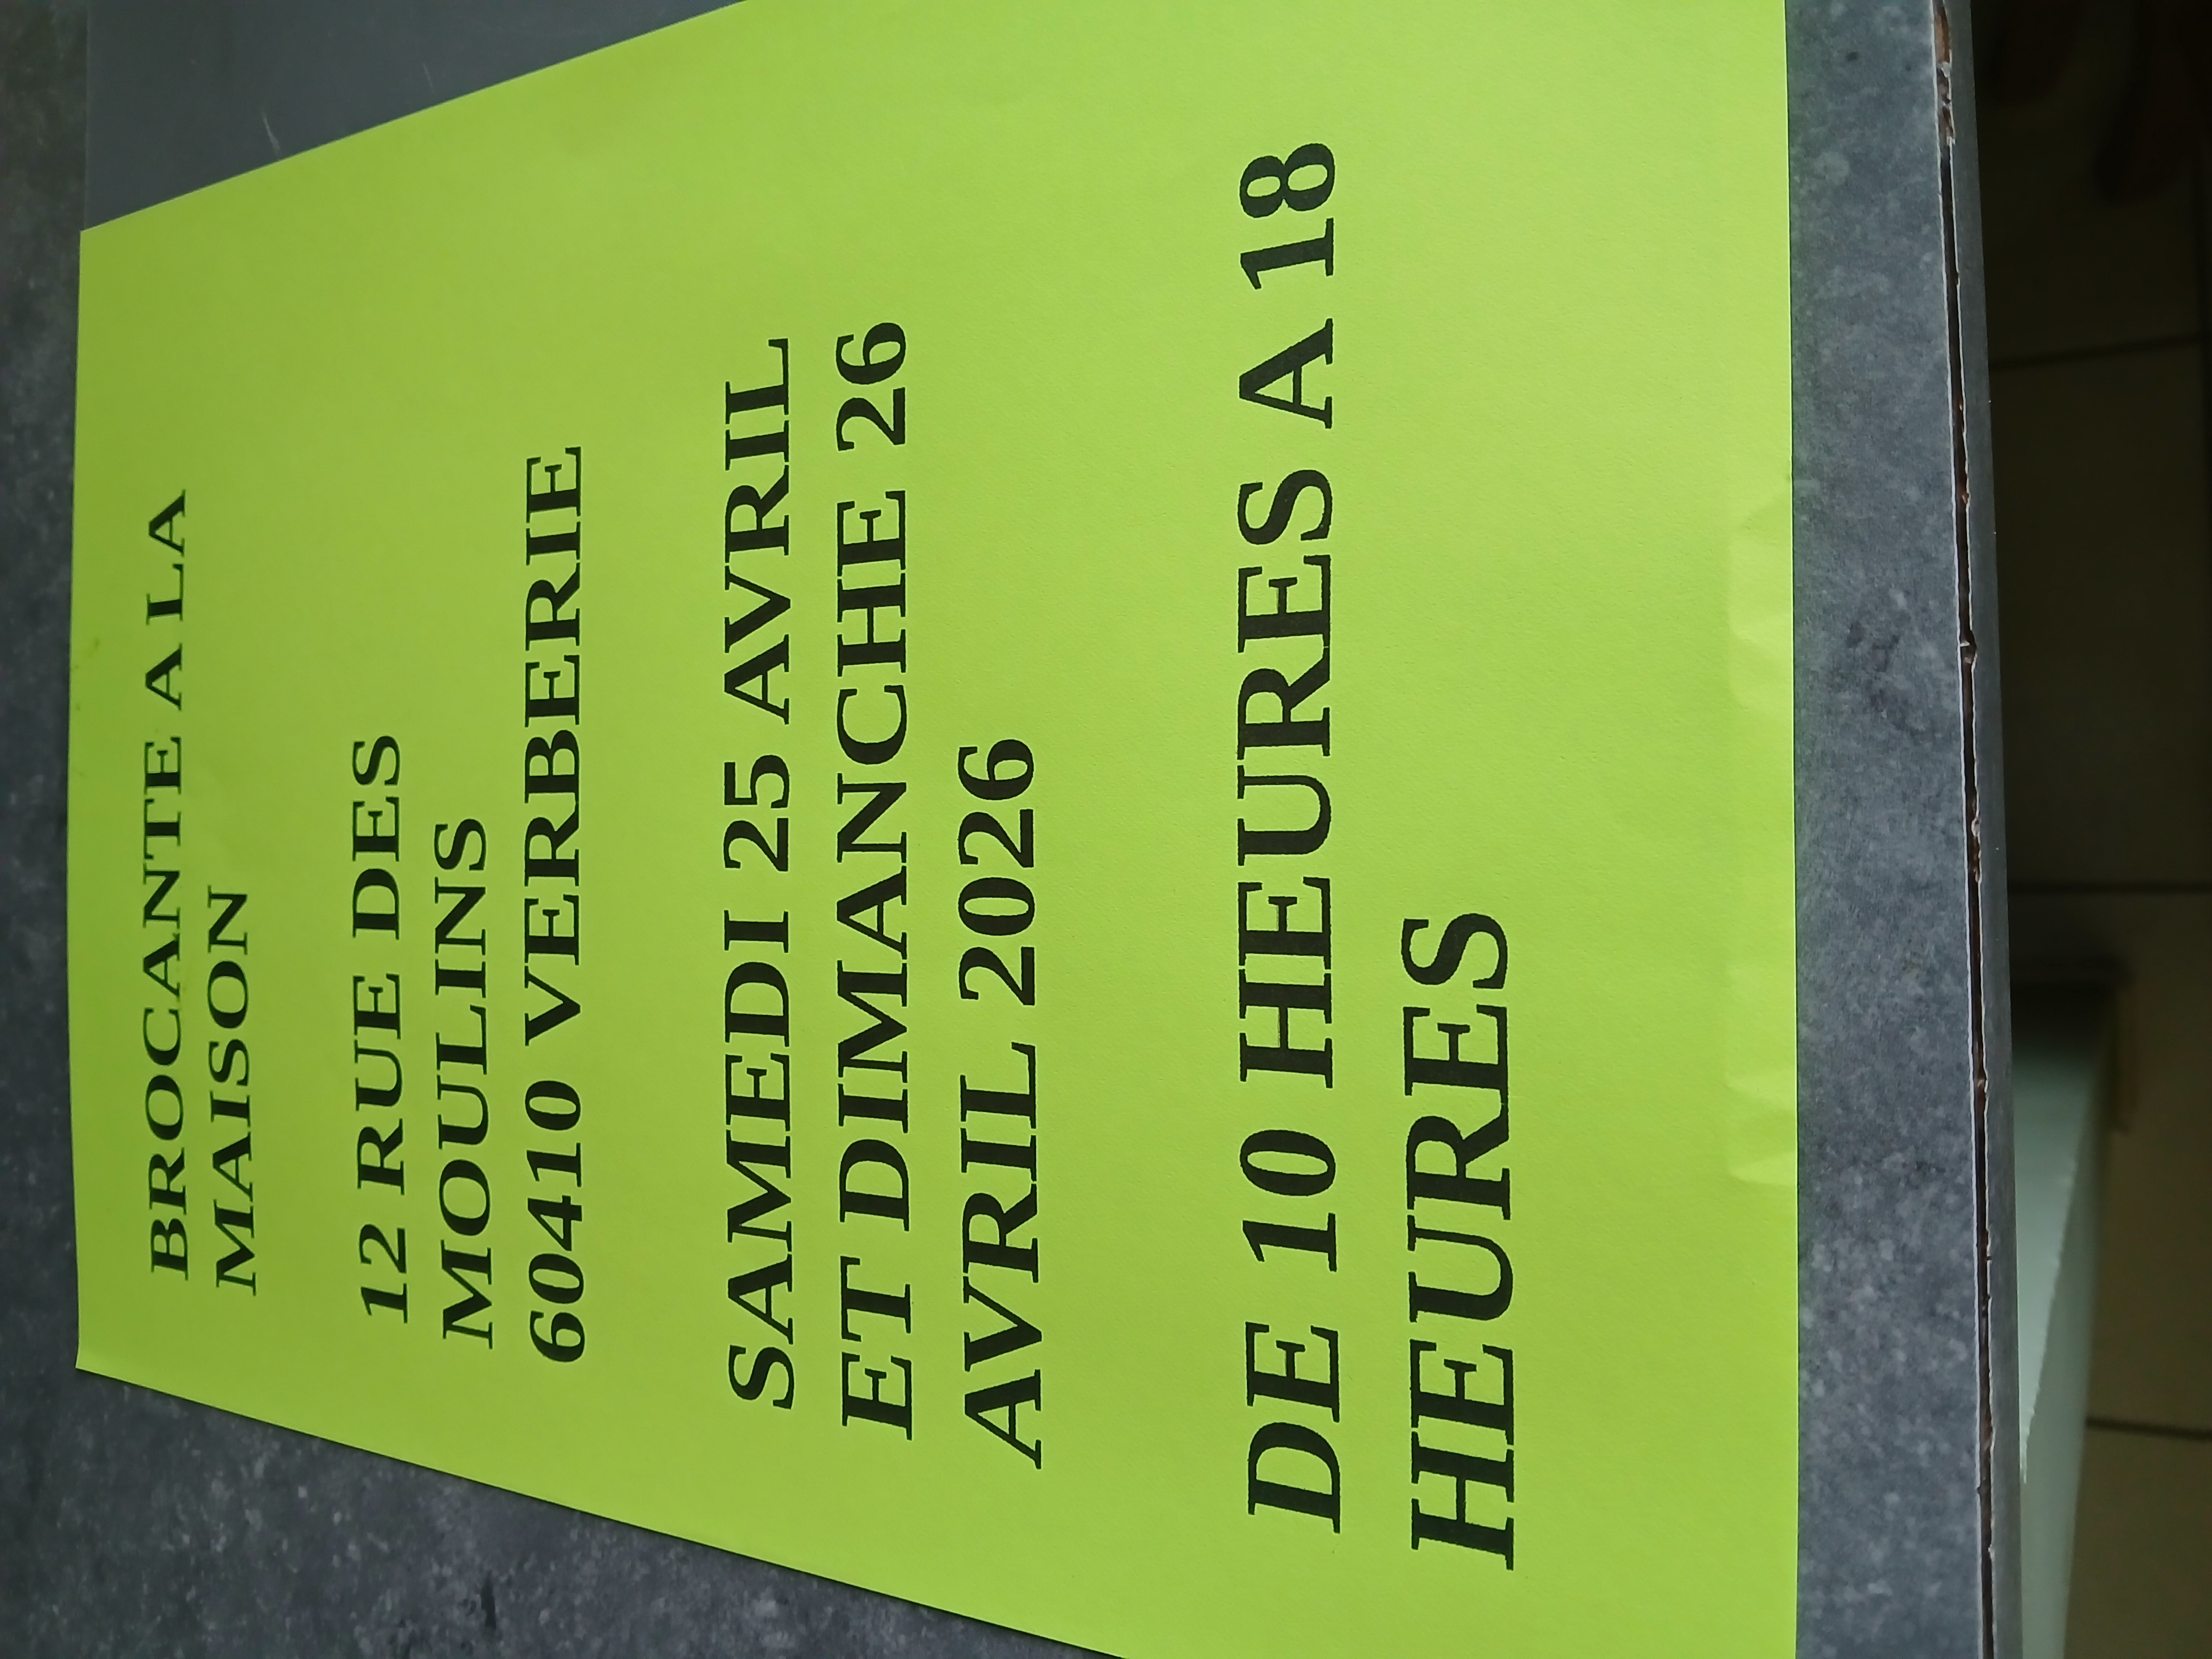 BROCANTE A LA
MAISON
12 RUE DES
MOULINS
60410 VERBERIE
SAMEDI 25 AVRIL
ET DIMANCHE 26
AVRIL 2026
DE 10 HEURES A 18
HEURES